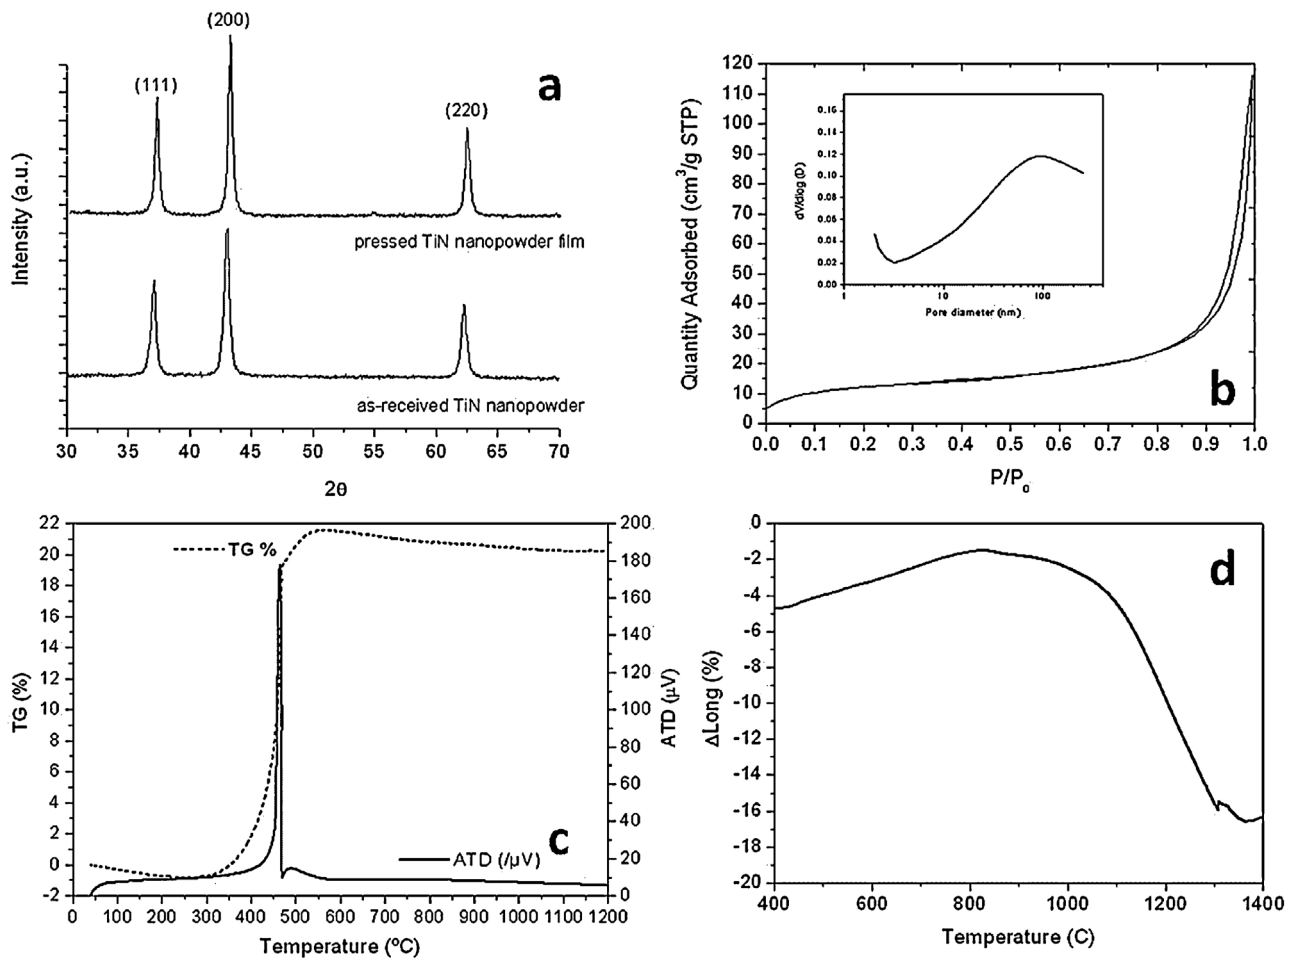 (200)
(111)
(220)
a
Intensity (a.u.)
pressed TiN nanopowder film
as-received TiN nanopowder
30 35 40 45 50 55 60 65 70
2θ
120
110
100
90
80
70
60
50
40
30
20
10
0
Quantity Adsorbed (cm³/g STP)
0.16
0.16
0.12
0.08
0.06
0.04
0.02
0.00
dV/dlog (D)
1 10 100
Pore diameter (nm)
b
0.0 0.1 0.2 0.3 0.4 0.5 0.6 0.7 0.8 0.9 1.0
P/P₀
22
20
18
16
14
12
10
8
6
4
2
0
-2
TG (%)
TG %
200
180
160
140
120
100
80
60
40
20
0
ATD (µV)
c
ATD (/µV)
0 100 200 300 400 500 600 700 800 900 1000 1100 1200
Temperature (ºC)
0
-2
-4
-6
-8
-10
-12
-14
-16
-18
-20
ΔLong (%)
d
400 600 800 1000 1200 1400
Temperature (C)